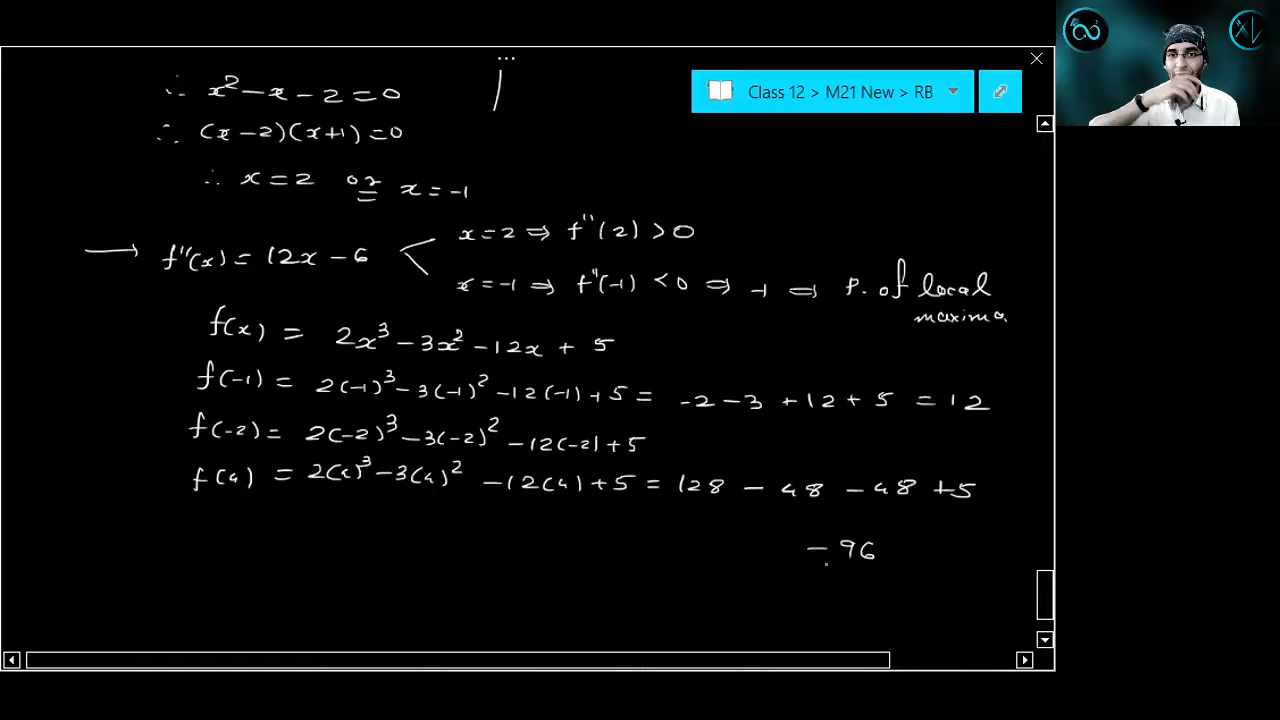 ...
∴ x² - x - 2 = 0
Class 12 > M21 New > RB
∴ (x - 2)(x + 1) = 0
∴ x = 2 or x = -1
x = 2 ⇒ f''(2) > 0
f''(x) = 12x - 6
x = -1 ⇒ f''(-1) < 0 ⇒ -1 ⇒ P. of local maxima
f(x) = 2x³ - 3x² - 12x + 5
f(-1) = 2(-1)³ - 3(-1)² - 12(-1) + 5 = -2 - 3 + 12 + 5 = 12
f(-2) = 2(-2)³ - 3(-2)² - 12(-2) + 5
f(4) = 2(4)³ - 3(4)² - 12(4) + 5 = 128 - 48 - 48 + 5
- 96